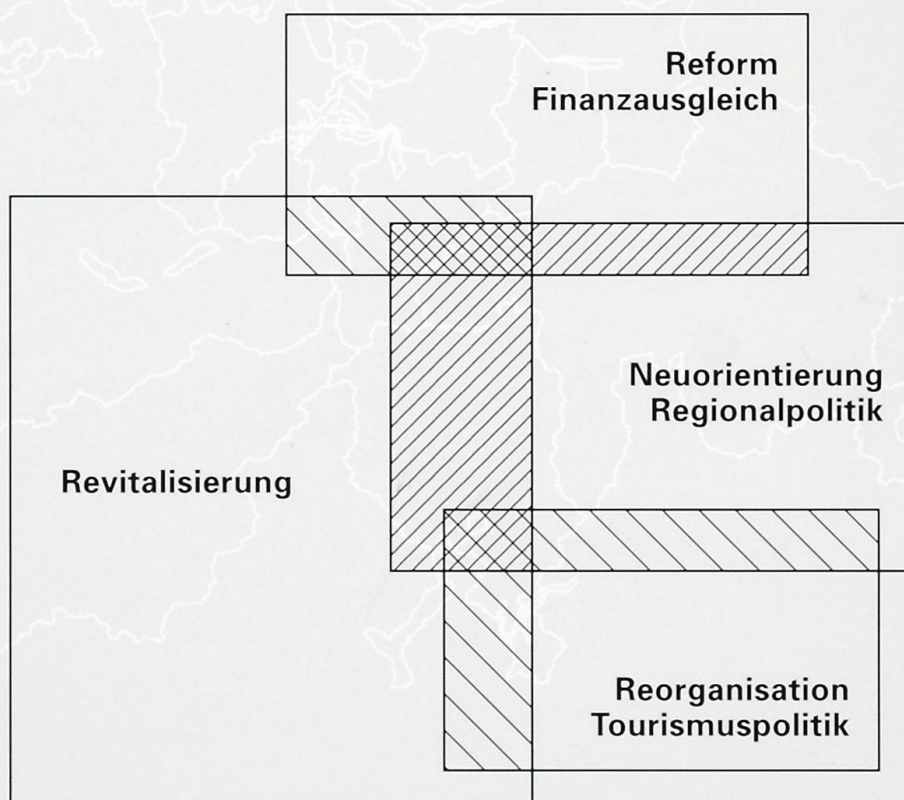 Reform
Finanzausgleich
Neuorientierung
Regionalpolitik
Revitalisierung
Reorganisation
Tourismuspolitik